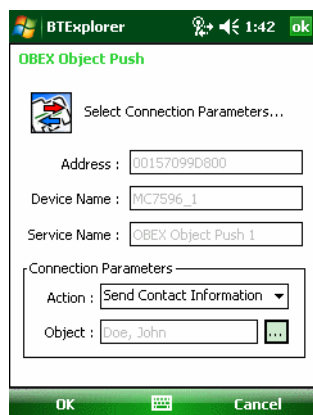 BTExplorer 1:42 ok
OBEX Object Push
Select Connection Parameters...
Address : 00157099D800
Device Name : MC7596_1
Service Name : OBEX Object Push 1
Connection Parameters
Action : Send Contact Information
Object : Doe, John ...
OK Cancel